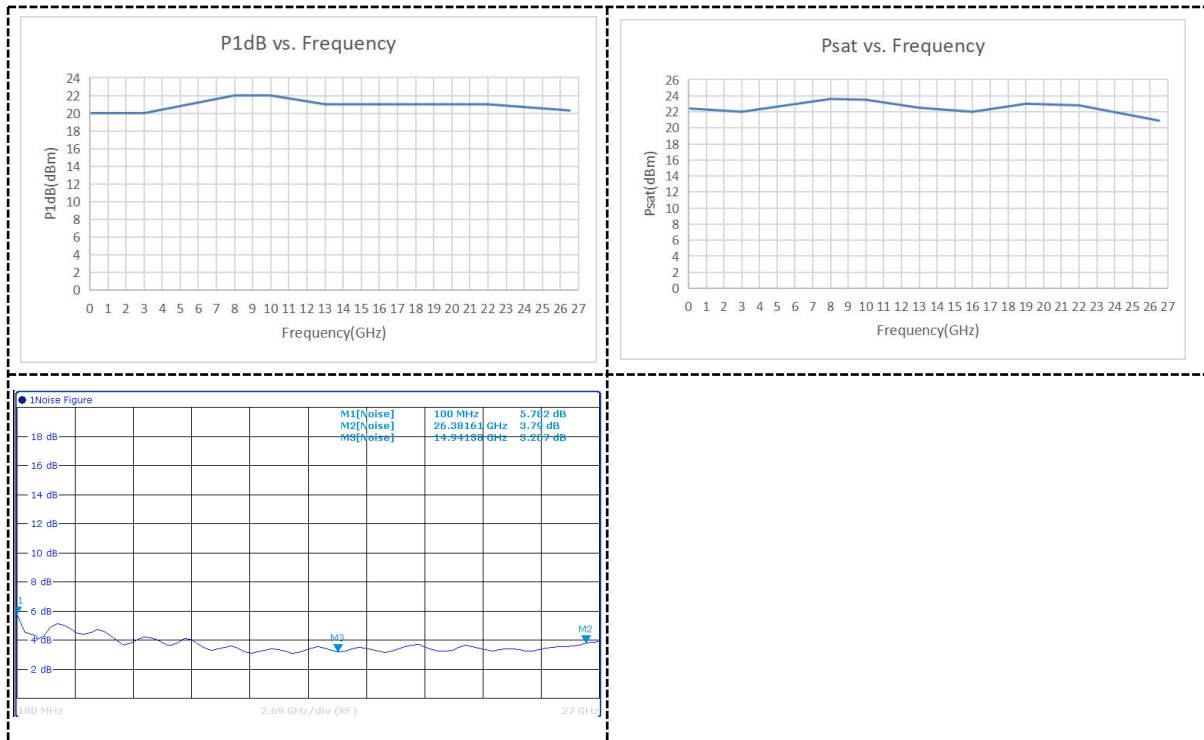 P1dB vs. Frequency
P1dB(dBm)
24
22
20
18
16
14
12
10
8
6
4
2
0
0 1 2 3 4 5 6 7 8 9 10 11 12 13 14 15 16 17 18 19 20 21 22 23 24 25 26 27
Frequency(GHz)
Psat vs. Frequency
Psat(dBm)
26
24
22
20
18
16
14
12
10
8
6
4
2
0
0 1 2 3 4 5 6 7 8 9 10 11 12 13 14 15 16 17 18 19 20 21 22 23 24 25 26 27
Frequency(GHz)
1Noise Figure
M1[Noise] 100 MHz 5.782 dB
M2[Noise] 26.38161 GHz 3.79 dB
M3[Noise] 14.94138 GHz 3.207 dB
18 dB
16 dB
14 dB
12 dB
10 dB
8 dB
6 dB
1
4 dB
M3
M2
2 dB
100 MHz 2.69 GHz/div (RF) 27 GHz